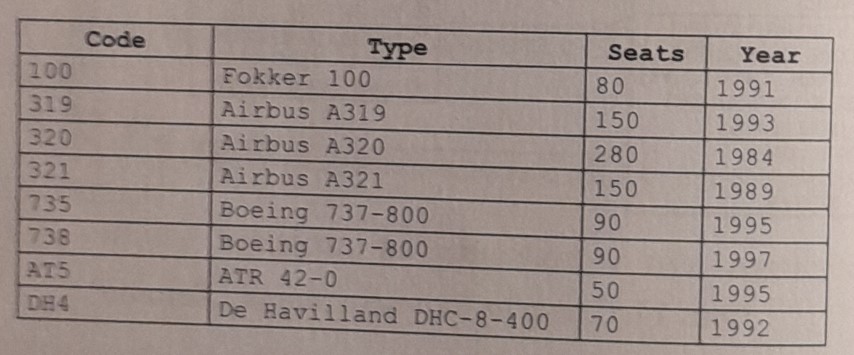 Code Type Seats Year
100 Fokker 100 80 1991
319 Airbus A319 150 1993
320 Airbus A320 280 1984
321 Airbus A321 150 1989
735 Boeing 737-800 90 1995
738 Boeing 737-800 90 1997
AT5 ATR 42-0 50 1995
DH4 De Havilland DHC-8-400 70 1992